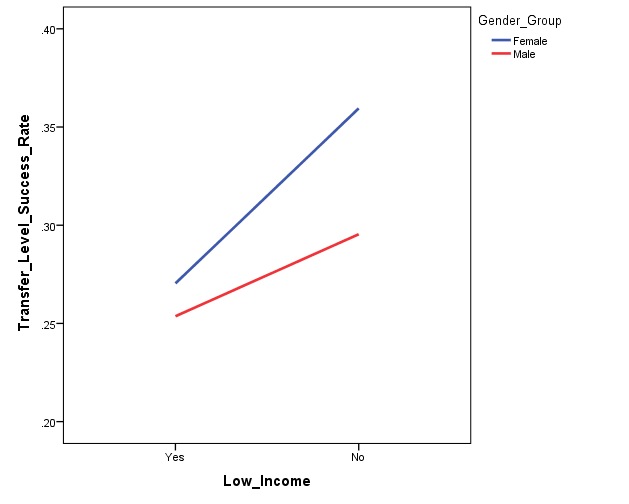 Gender_Group
Female
Male
Transfer_Level_Success_Rate
.40
.35
.30
.25
.20
Yes
No
Low_Income